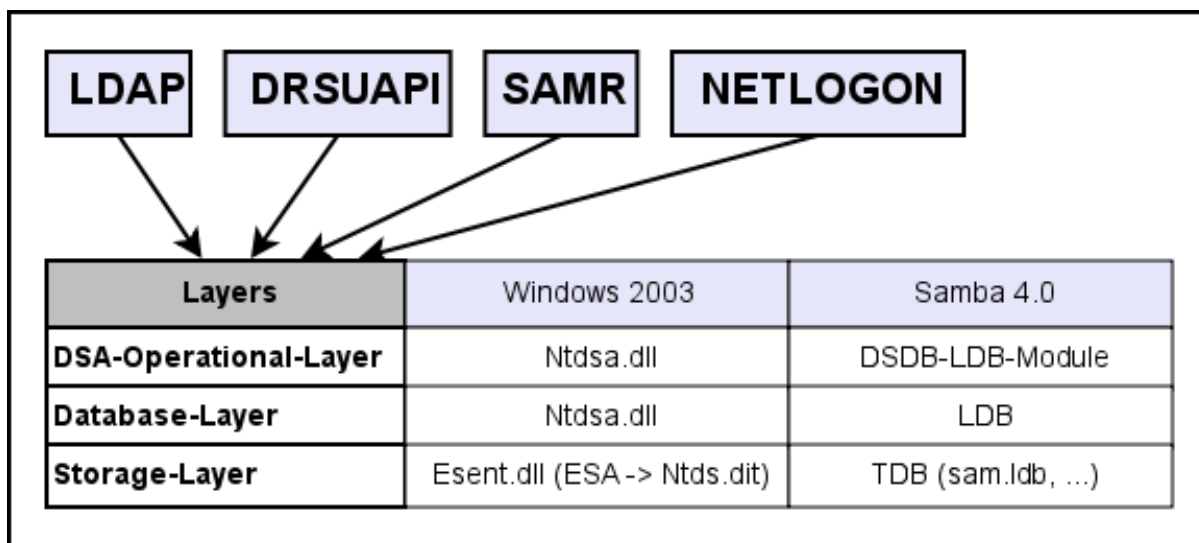 LDAP DRSUAPI SAMR NETLOGON
Layers Windows 2003 Samba 4.0
DSA-Operational-Layer Ntdsa.dll DSDB-LDB-Module
Database-Layer Ntdsa.dll LDB
Storage-Layer Esent.dll (ESA -> Ntds.dit) TDB (sam.ldb, ...)